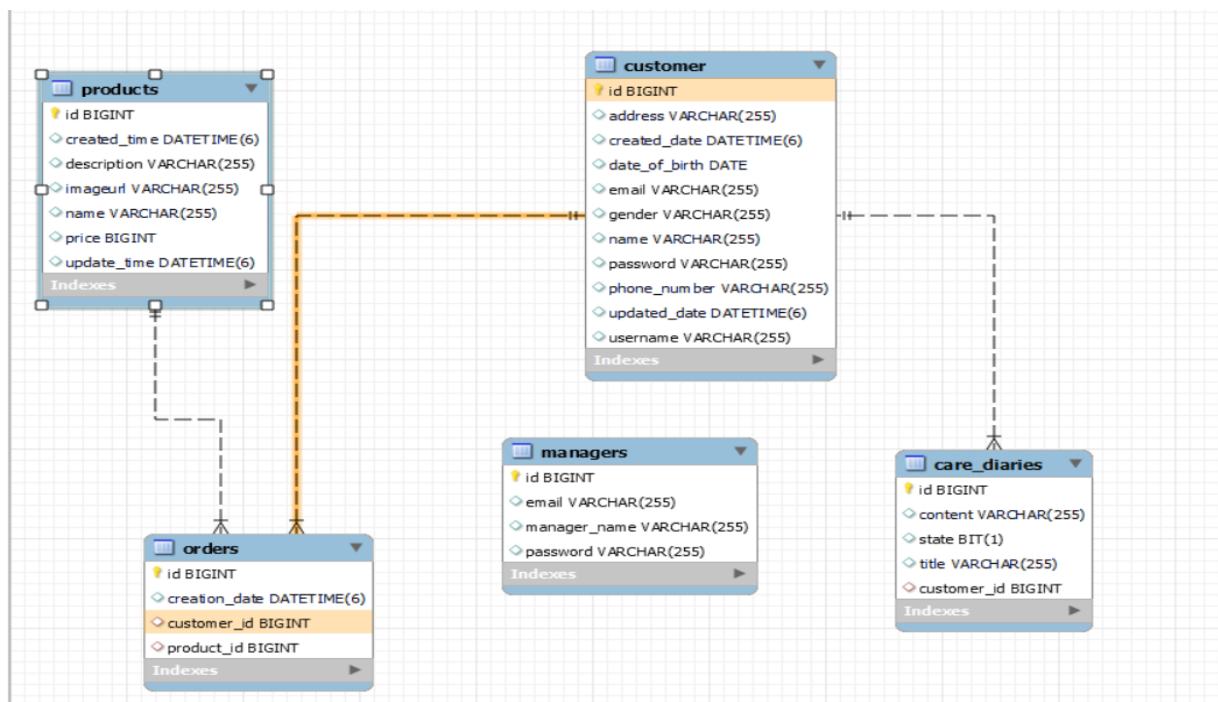 products
id BIGINT
created_time DATETIME(6)
description VARCHAR(255)
imageurl VARCHAR(255)
name VARCHAR(255)
price BIGINT
update_time DATETIME(6)
Indexes
customer
id BIGINT
address VARCHAR(255)
created_date DATETIME(6)
date_of_birth DATE
email VARCHAR(255)
gender VARCHAR(255)
name VARCHAR(255)
password VARCHAR(255)
phone_number VARCHAR(255)
updated_date DATETIME(6)
username VARCHAR(255)
Indexes
managers
id BIGINT
email VARCHAR(255)
manager_name VARCHAR(255)
password VARCHAR(255)
Indexes
care_diaries
id BIGINT
content VARCHAR(255)
state BIT(1)
title VARCHAR(255)
customer_id BIGINT
Indexes
orders
id BIGINT
creation_date DATETIME(6)
customer_id BIGINT
product_id BIGINT
Indexes